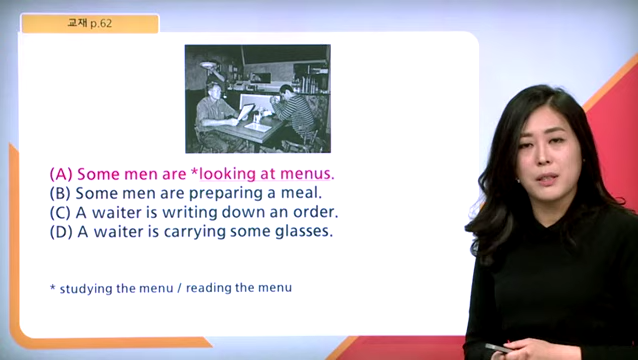 교재 p.62
(A) Some men are *looking at menus.
(B) Some men are preparing a meal.
(C) A waiter is writing down an order.
(D) A waiter is carrying some glasses.
* studying the menu / reading the menu